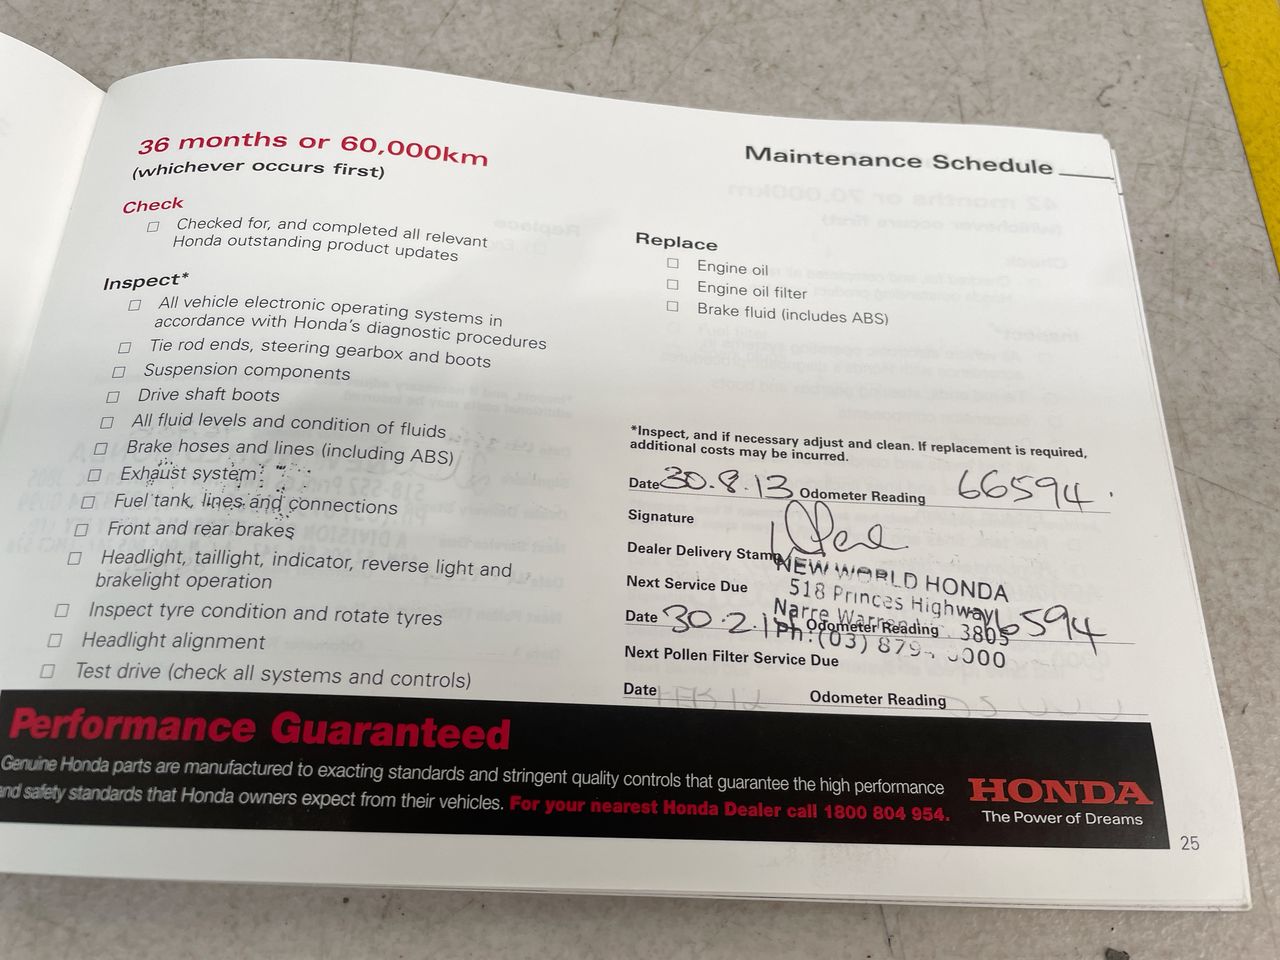 36 months or 60,000km
(whichever occurs first)
Check
Checked for, and completed all relevant
Honda outstanding product updates
Inspect*
All vehicle electronic operating systems in
accordance with Honda's diagnostic procedures
Tie rod ends, steering gearbox and boots
Suspension components
Drive shaft boots
All fluid levels and condition of fluids
Brake hoses and lines (including ABS)
Exhaust system
Fuel tank, lines and connections
Front and rear brakes
Headlight, taillight, indicator, reverse light and
brakelight operation
Inspect tyre condition and rotate tyres
Headlight alignment
Test drive (check all systems and controls)
Maintenance Schedule
Replace
Engine oil
Engine oil filter
Brake fluid (includes ABS)
*Inspect, and if necessary adjust and clean. If replacement is required,
additional costs may be incurred.
Date 30.8.13 Odometer Reading 66594
Signature
Dealer Delivery Stamp
NEW WORLD HONDA
Next Service Due
518 Princes Highway
Narre 3805
Date 30.2.14 Odometer Reading 6594
Ph: (03)
Next Pollen Filter Service Due
Date Odometer Reading
Performance Guaranteed
Genuine Honda parts are manufactured to exacting standards and stringent quality controls that guarantee the high performance
and safety standards that Honda owners expect from their vehicles. For your nearest Honda Dealer call 1800 804 954.
HONDA
The Power of Dreams
25